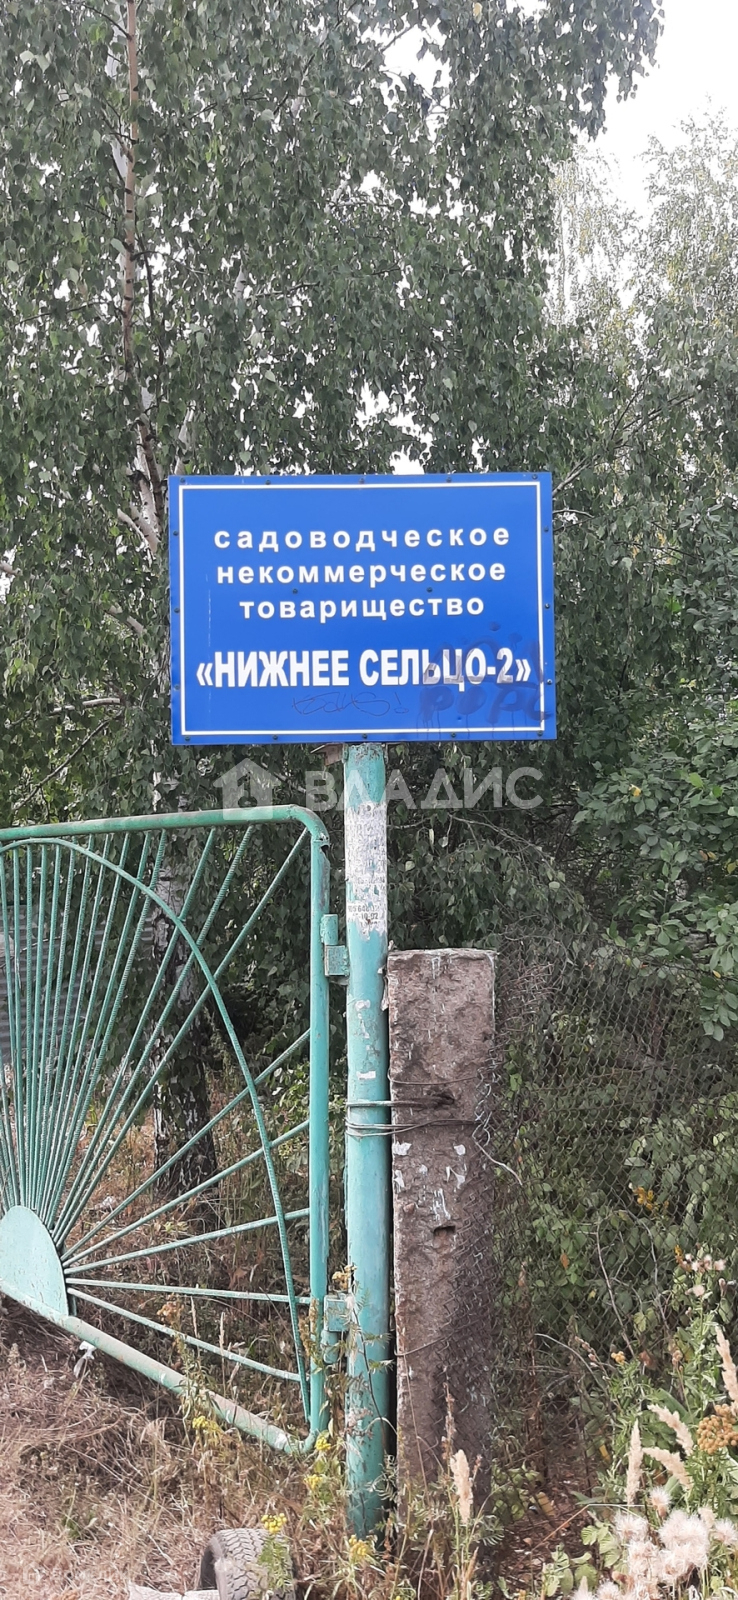 садоводческое
некоммерческое
товарищество
«НИЖНЕЕ СЕЛЬЦО-2»
ВЛАДИС